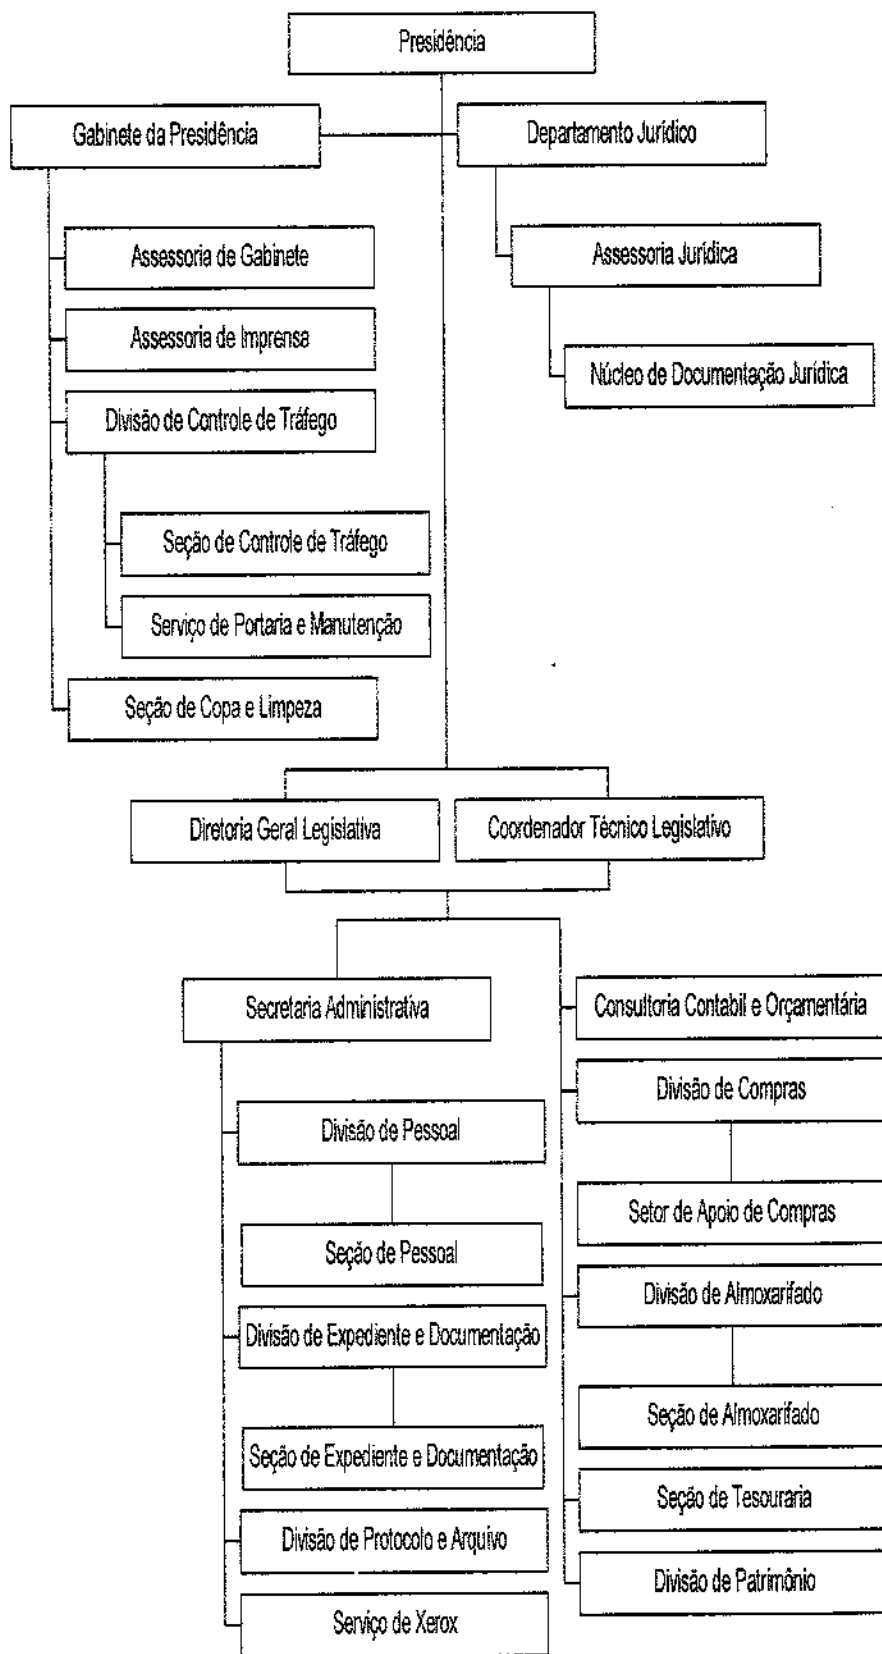 Presidência
Gabinete da Presidência
Departamento Jurídico
Assessoria de Gabinete
Assessoria Jurídica
Assessoria de Imprensa
Núcleo de Documentação Jurídica
Divisão de Controle de Tráfego
Seção de Controle de Tráfego
Serviço de Portaria e Manutenção
Seção de Copa e Limpeza
Diretoria Geral Legislativa
Coordenador Técnico Legislativo
Secretaria Administrativa
Consultoria Contabil e Orçamentária
Divisão de Compras
Divisão de Pessoal
Setor de Apoio de Compras
Seção de Pessoal
Divisão de Almoxarifado
Divisão de Expediente e Documentação
Seção de Almoxarifado
Seção de Expediente e Documentação
Seção de Tesouraria
Divisão de Protocolo e Arquivo
Divisão de Patrimônio
Serviço de Xerox